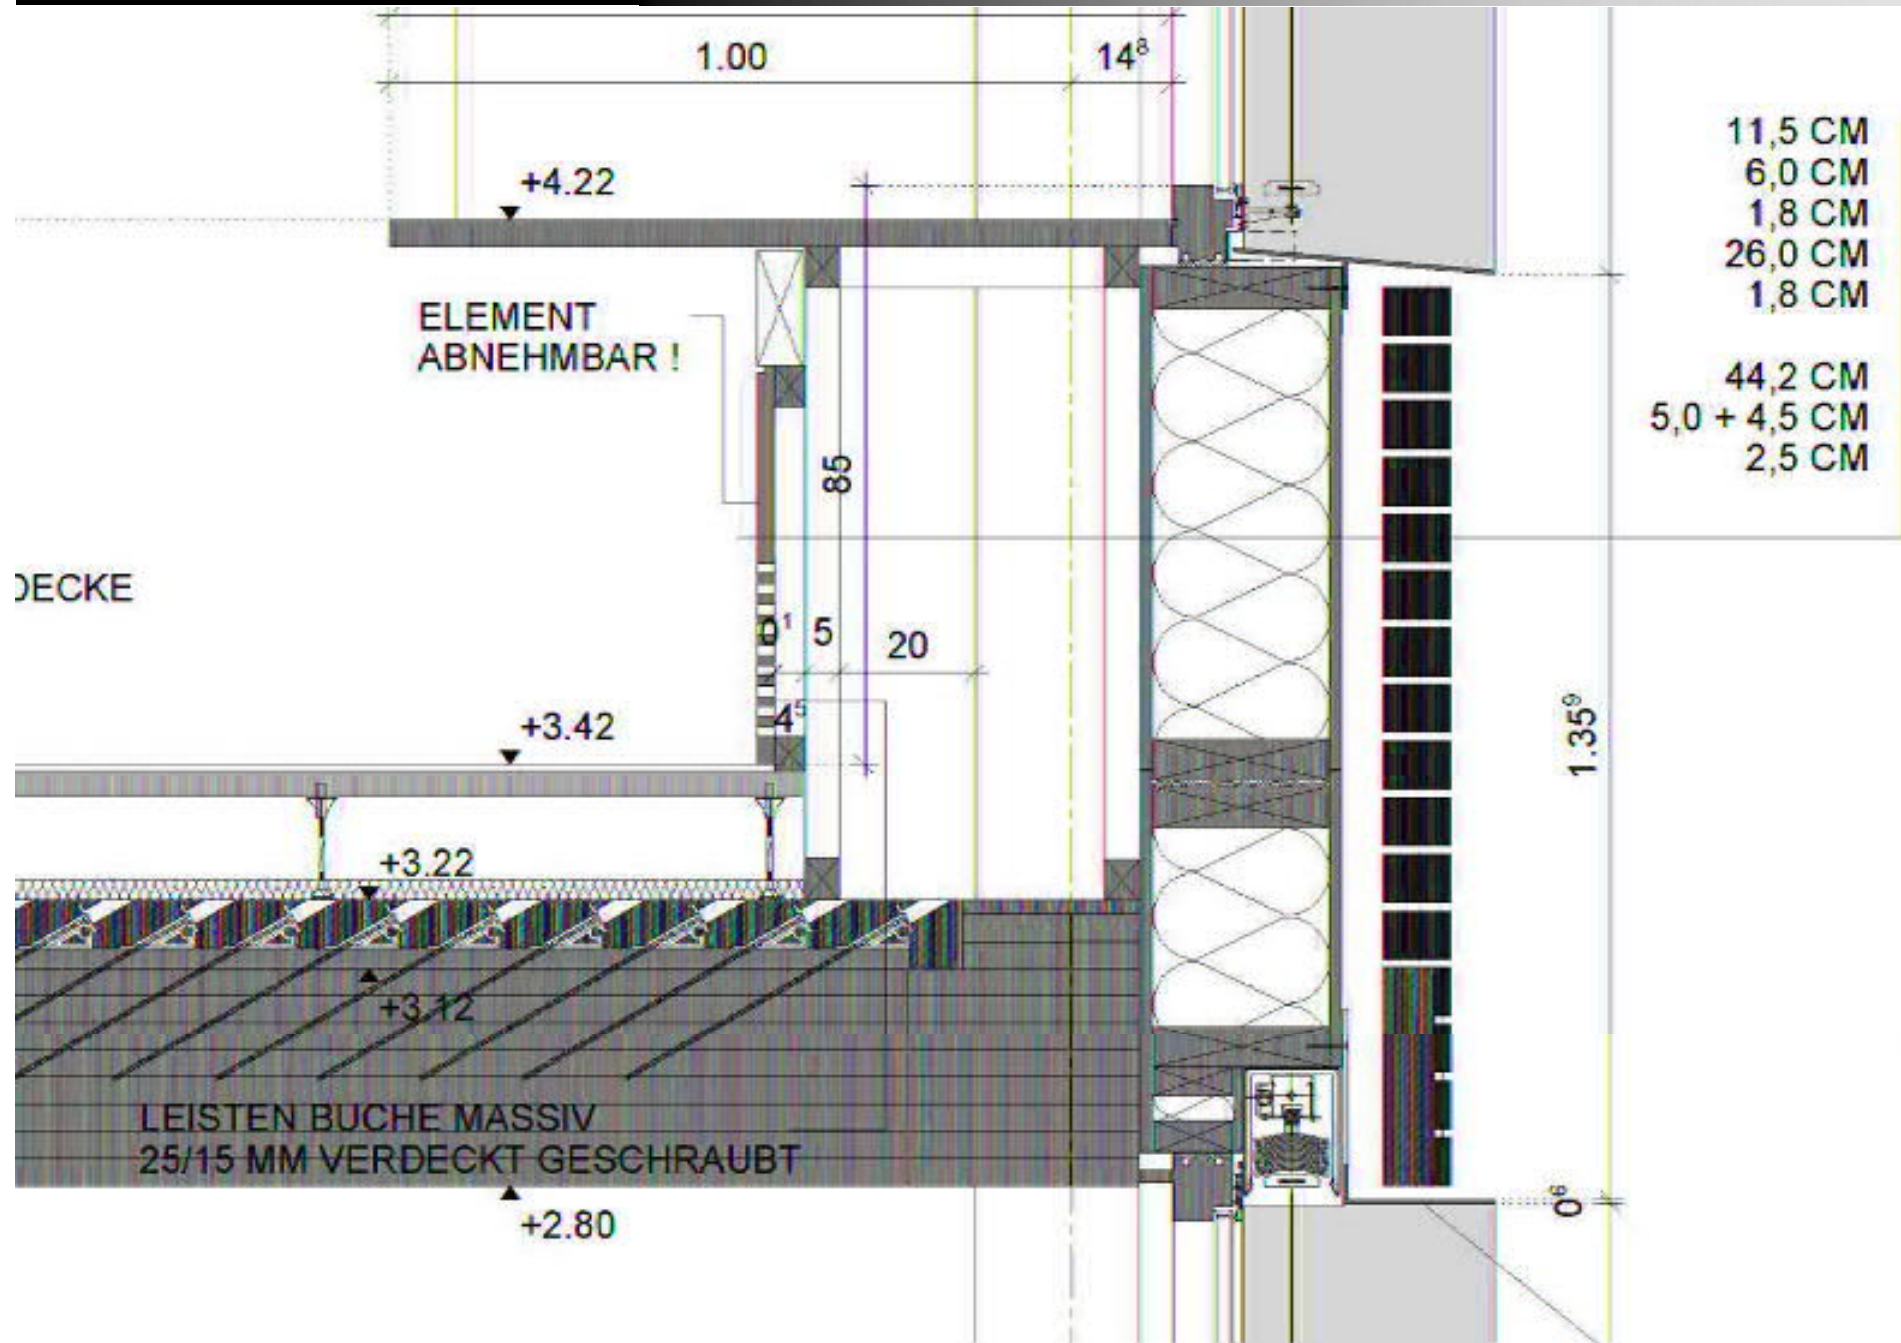 1.00
14⁸
11,5 CM
6,0 CM
1,8 CM
26,0 CM
1,8 CM
44,2 CM
5,0 + 4,5 CM
2,5 CM
+4.22
ELEMENT
ABNEHMBAR !
85
DECKE
0¹
5
20
4⁵
+3.42
1.35⁹
+3.22
+3.12
LEISTEN BUCHE MASSIV
25/15 MM VERDECKT GESCHRAUBT
0⁶
+2.80